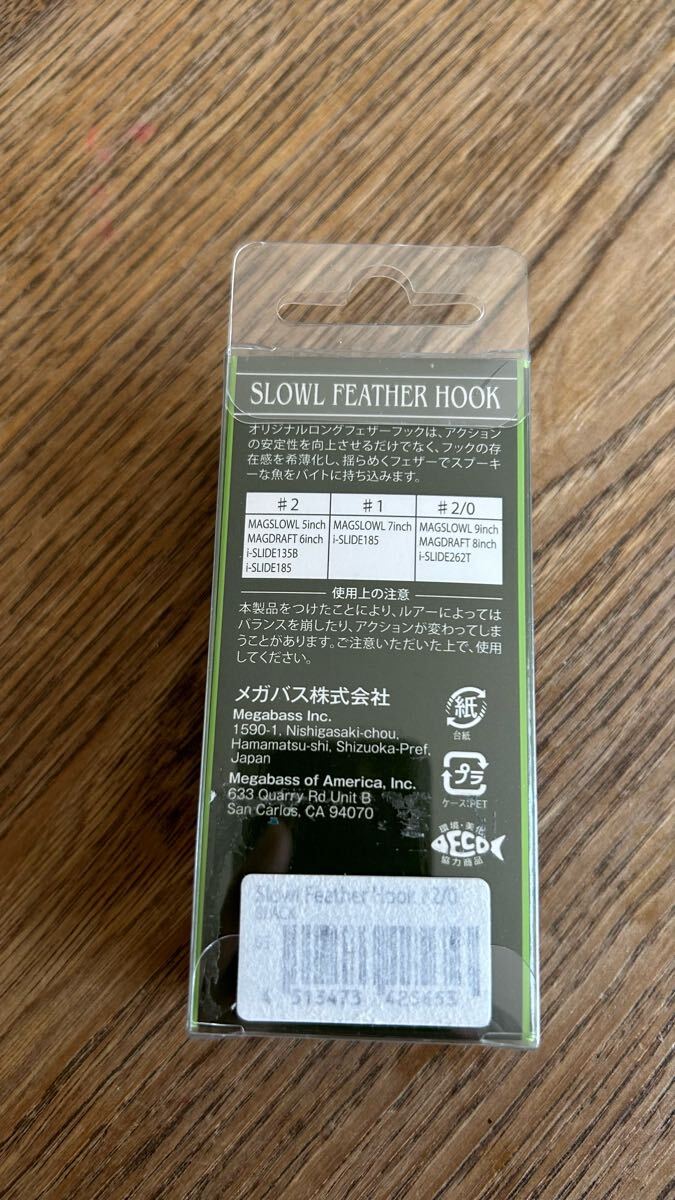 SLOWL FEATHER HOOK
オリジナルロングフェザーフックは、アクション
の安定性を向上させるだけでなく、フックの存
在感を希薄化し、揺らめくフェザーでスプーキ
ーな魚をバイトに持ち込みます。
#2 #1 #2/0
MAGSLOWL 5inch MAGSLOWL 7inch MAGSLOWL 9inch
MAGDRAFT 6inch i-SLIDE185 MAGDRAFT 8inch
i-SLIDE135B i-SLIDE262T
i-SLIDE185
使用上の注意
本製品をつけたことにより、ルアーによっては
バランスを崩したり、アクションが変わってしま
うことがあります。ご注意いただいた上で、使用
してください。
メガバス株式会社
Megabass Inc.
1590-1, Nishigasaki-chou,
Hamamatsu-shi, Shizuoka-Pref,
Japan
Megabass of America, Inc.
633 Quarry Rd Unit B
San Carlos, CA 94070
紙
台紙
プラ
ケース:PET
環境・美化
ECO
協力商品
Slowl Feather Hook #2/0
BLACK